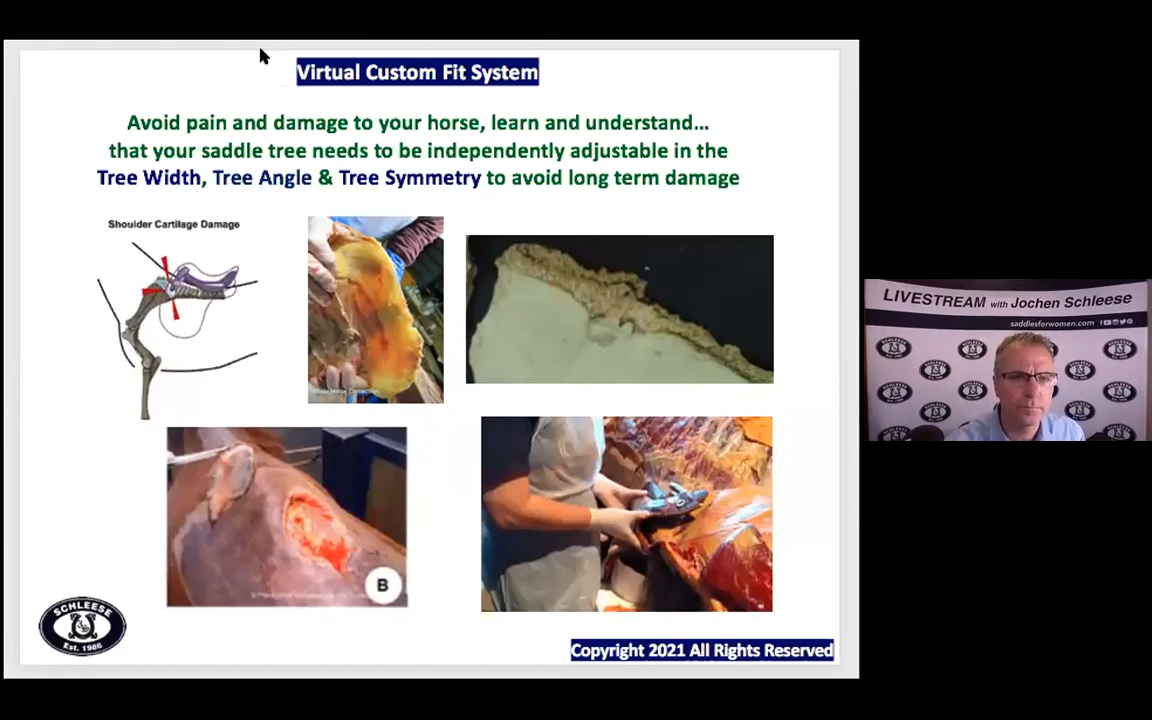 Virtual Custom Fit System
Avoid pain and damage to your horse, learn and understand...
that your saddle tree needs to be independently adjustable in the
Tree Width, Tree Angle & Tree Symmetry to avoid long term damage
Shoulder Cartilage Damage
B
SCHLEESE
Est. 1986
Copyright 2021 All Rights Reserved
LIVESTREAM with Jochen Schleese
saddlesforwomen.com